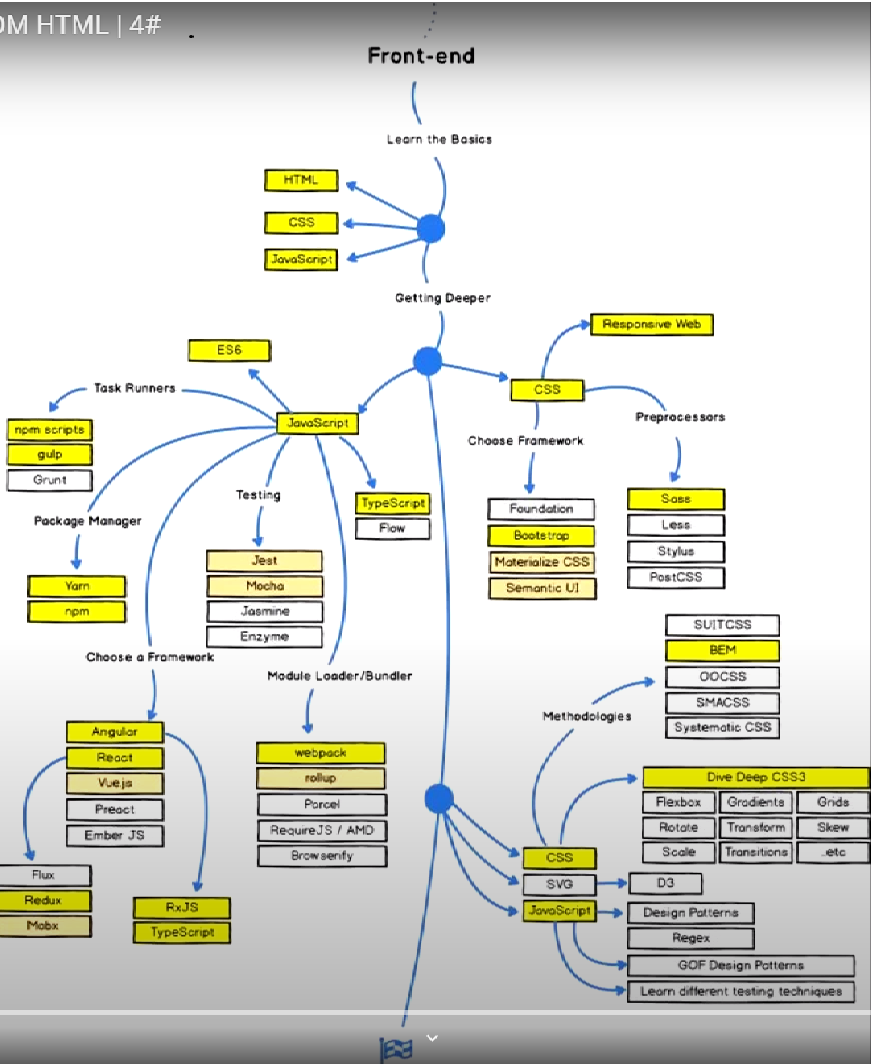 OM HTML | 4#
Front-end
Learn the Basics
HTML
CSS
JavaScript
Getting Deeper
Responsive Web
ES6
Task Runners
CSS
npm scripts
gulp
Grunt
JavaScript
Preprocessors
Choose Framework
Package Manager
Testing
TypeScript
Flow
Foundation
Bootstrap
Materialize CSS
Semantic UI
Sass
Less
Stylus
PostCSS
Yarn
npm
Jest
Mocha
Jasmine
Enzyme
Choose a Framework
Module Loader/Bundler
SUITCSS
BEM
OOCSS
SMACSS
Systematic CSS
Methodologies
Angular
React
Vue.js
Preact
Ember JS
webpack
rollup
Parcel
RequireJS / AMD
Browserify
Dive Deep CSS3
Flexbox Gradients Grids
Rotate Transform Skew
Scale Transitions ..etc
Flux
Redux
Mobx
RxJS
TypeScript
CSS
SVG
D3
JavaScript
Design Patterns
Regex
GOF Design Patterns
Learn different testing techniques